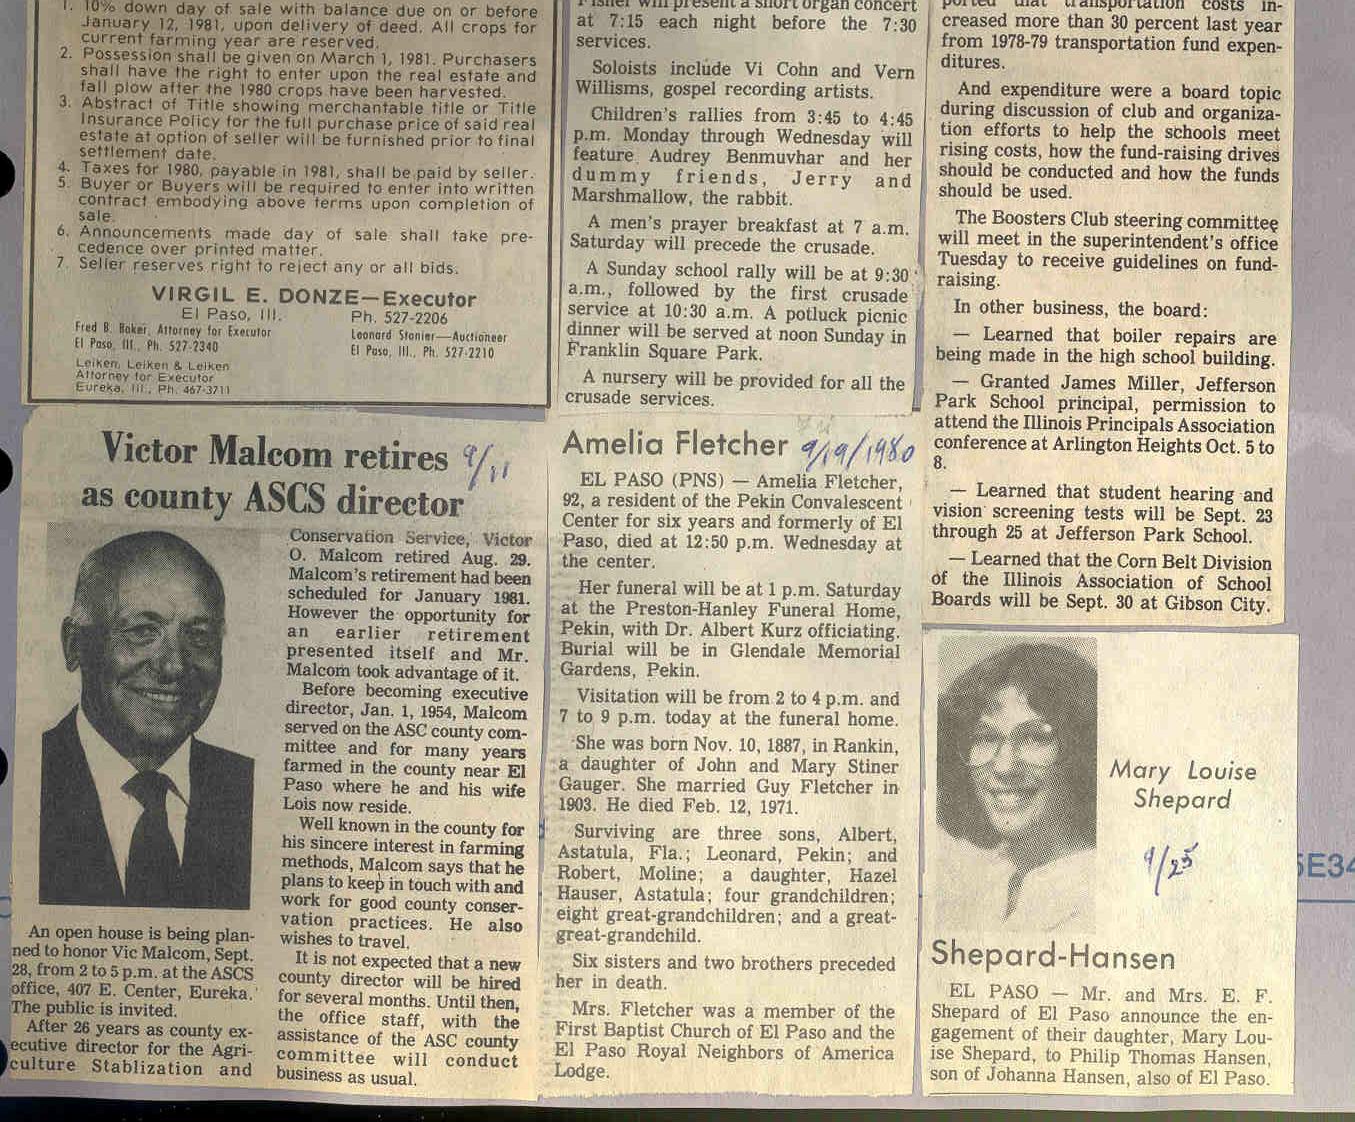 1. 10% down day of sale with balance due on or before
January 12, 1981, upon delivery of deed. All crops for
current farming year are reserved.
2. Possession shall be given on March 1, 1981. Purchasers
shall have the right to enter upon the real estate and
fall plow after the 1980 crops have been harvested.
3. Abstract of Title showing merchantable title or Title
Insurance Policy for the full purchase price of said real
estate at option of seller will be furnished prior to final
settlement date.
4. Taxes for 1980, payable in 1981, shall be paid by seller.
5. Buyer or Buyers will be required to enter into written
contract embodying above terms upon completion of
sale.
6. Announcements made day of sale shall take pre-
cedence over printed matter.
7. Seller reserves right to reject any or all bids.
VIRGIL E. DONZE—Executor
El Paso, Ill. Ph. 527-2206
Fred B. Baker, Attorney for Executor
El Paso, Ill., Ph. 527-2340
Leonard Stanier—Auctioneer
El Paso, Ill., Ph. 527-2210
Leiken, Leiken & Leiken
Attorney for Executor
Eureka, Ill., Ph. 467-3711
Victor Malcom retires
as county ASCS director
9/11
An open house is being plan-
ned to honor Vic Malcom, Sept.
28, from 2 to 5 p.m. at the ASCS
office, 407 E. Center, Eureka.
The public is invited.
After 26 years as county ex-
ecutive director for the Agri-
culture Stablization and
Conservation Service, Victor
O. Malcom retired Aug. 29.
Malcom's retirement had been
scheduled for January 1981.
However the opportunity for
an earlier retirement
presented itself and Mr.
Malcom took advantage of it.
Before becoming executive
director, Jan. 1, 1954, Malcom
served on the ASC county com-
mittee and for many years
farmed in the county near El
Paso where he and his wife
Lois now reside.
Well known in the county for
his sincere interest in farming
methods, Malcom says that he
plans to keep in touch with and
work for good county conser-
vation practices. He also
wishes to travel.
It is not expected that a new
county director will be hired
for several months. Until then,
the office staff, with the
assistance of the ASC county
committee will conduct
business as usual.
Fisher will present a short organ concert
at 7:15 each night before the 7:30
services.
Soloists include Vi Cohn and Vern
Willisms, gospel recording artists.
Children's rallies from 3:45 to 4:45
p.m. Monday through Wednesday will
feature Audrey Benmuvhar and her
dummy friends, Jerry and
Marshmallow, the rabbit.
A men's prayer breakfast at 7 a.m.
Saturday will precede the crusade.
A Sunday school rally will be at 9:30
a.m., followed by the first crusade
service at 10:30 a.m. A potluck picnic
dinner will be served at noon Sunday in
Franklin Square Park.
A nursery will be provided for all the
crusade services.
Amelia Fletcher
9/19/1980
EL PASO (PNS) — Amelia Fletcher,
92, a resident of the Pekin Convalescent
Center for six years and formerly of El
Paso, died at 12:50 p.m. Wednesday at
the center.
Her funeral will be at 1 p.m. Saturday
at the Preston-Hanley Funeral Home,
Pekin, with Dr. Albert Kurz officiating.
Burial will be in Glendale Memorial
Gardens, Pekin.
Visitation will be from 2 to 4 p.m. and
7 to 9 p.m. today at the funeral home.
She was born Nov. 10, 1887, in Rankin,
a daughter of John and Mary Stiner
Gauger. She married Guy Fletcher in
1903. He died Feb. 12, 1971.
Surviving are three sons, Albert,
Astatula, Fla.; Leonard, Pekin; and
Robert, Moline; a daughter, Hazel
Hauser, Astatula; four grandchildren;
eight great-grandchildren; and a great-
great-grandchild.
Six sisters and two brothers preceded
her in death.
Mrs. Fletcher was a member of the
First Baptist Church of El Paso and the
El Paso Royal Neighbors of America
Lodge.
ported that transportation costs in-
creased more than 30 percent last year
from 1978-79 transportation fund expen-
ditures.
And expenditure were a board topic
during discussion of club and organiza-
tion efforts to help the schools meet
rising costs, how the fund-raising drives
should be conducted and how the funds
should be used.
The Boosters Club steering committee
will meet in the superintendent's office
Tuesday to receive guidelines on fund-
raising.
In other business, the board:
— Learned that boiler repairs are
being made in the high school building.
— Granted James Miller, Jefferson
Park School principal, permission to
attend the Illinois Principals Association
conference at Arlington Heights Oct. 5 to
8.
— Learned that student hearing and
vision screening tests will be Sept. 23
through 25 at Jefferson Park School.
— Learned that the Corn Belt Division
of the Illinois Association of School
Boards will be Sept. 30 at Gibson City.
Mary Louise
Shepard
9/25
5E34
Shepard-Hansen
EL PASO — Mr. and Mrs. E. F.
Shepard of El Paso announce the en-
gagement of their daughter, Mary Lou-
ise Shepard, to Philip Thomas Hansen,
son of Johanna Hansen, also of El Paso.